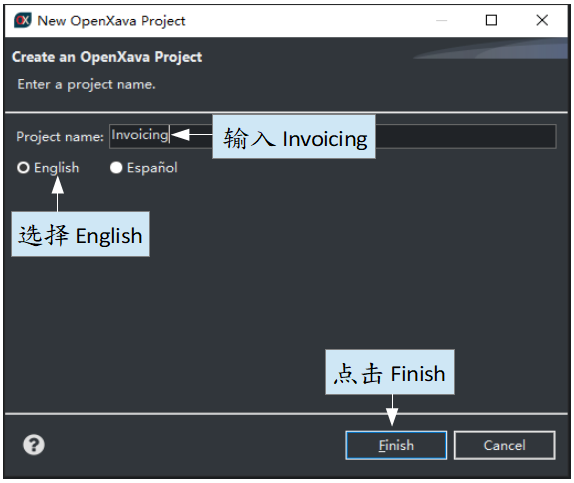 New OpenXava Project
Create an OpenXava Project
Enter a project name.
Project name: Invoicing
输入 Invoicing
English Español
选择 English
点击 Finish
? Finish Cancel